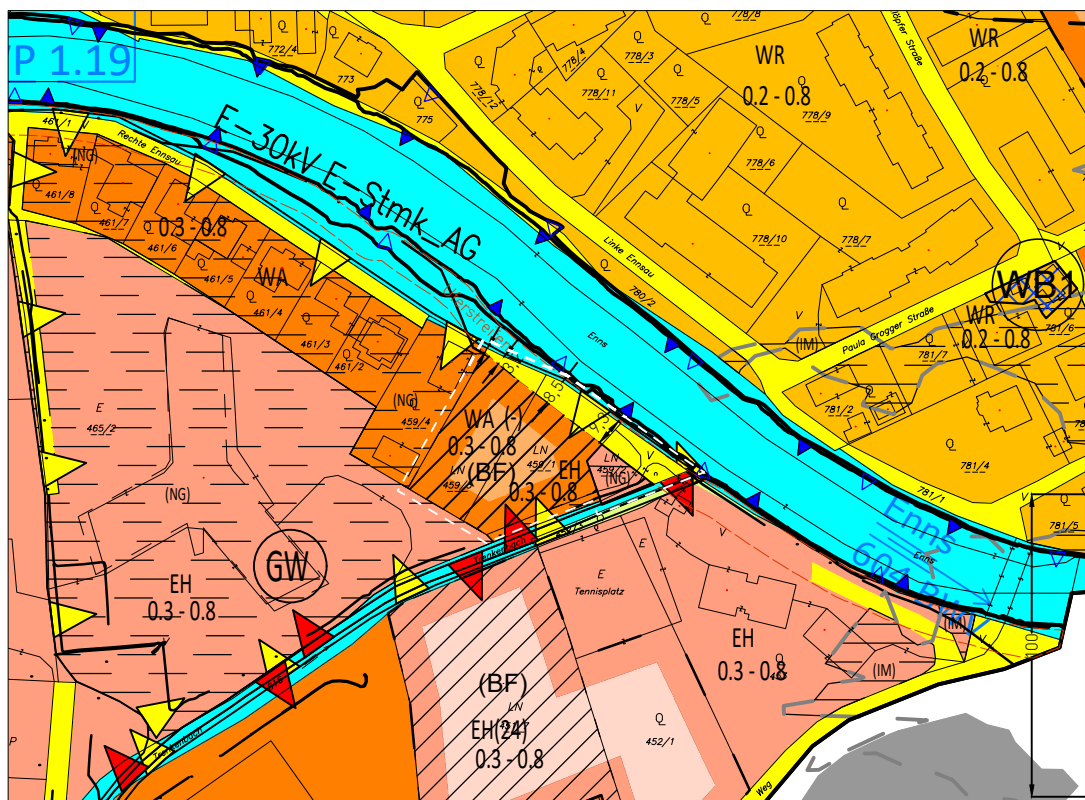 P 1.19
E-30kV E-Stmk_AG
772/4
773
775
778/12
778/4
778/11
778/3
778/8
778/5
WR
0.2 - 0.8
778/9
778/6
778/10
778/7
WR
0.2 - 0.8
Linke Ennsau
780/2
WB1
Paula Grogger Straße
WR
0.2 - 0.8
(IM)
781/6
781/7
781/2
781/4
781/1
781/5
461/1
Rechte Ennsau
(NG)
461/8
461/7
461/6
0.3 - 0.8
461/5
WA
461/4
461/3
461/2
Enns
(NG)
459/4
WA (-)
0.3 - 0.8
LN
459/1
(BF)
LN
EH
0.3 - 0.8
LN
459/2
(NG)
E
465/2
(NG)
GW
EH
0.3 - 0.8
E
Tennisplatz
EH
0.3 - 0.8
(BF)
LN
EH(24)
0.3 - 0.8
Q
452/1
Weg
Enns
Enns
(IM)
(IM)
100
P